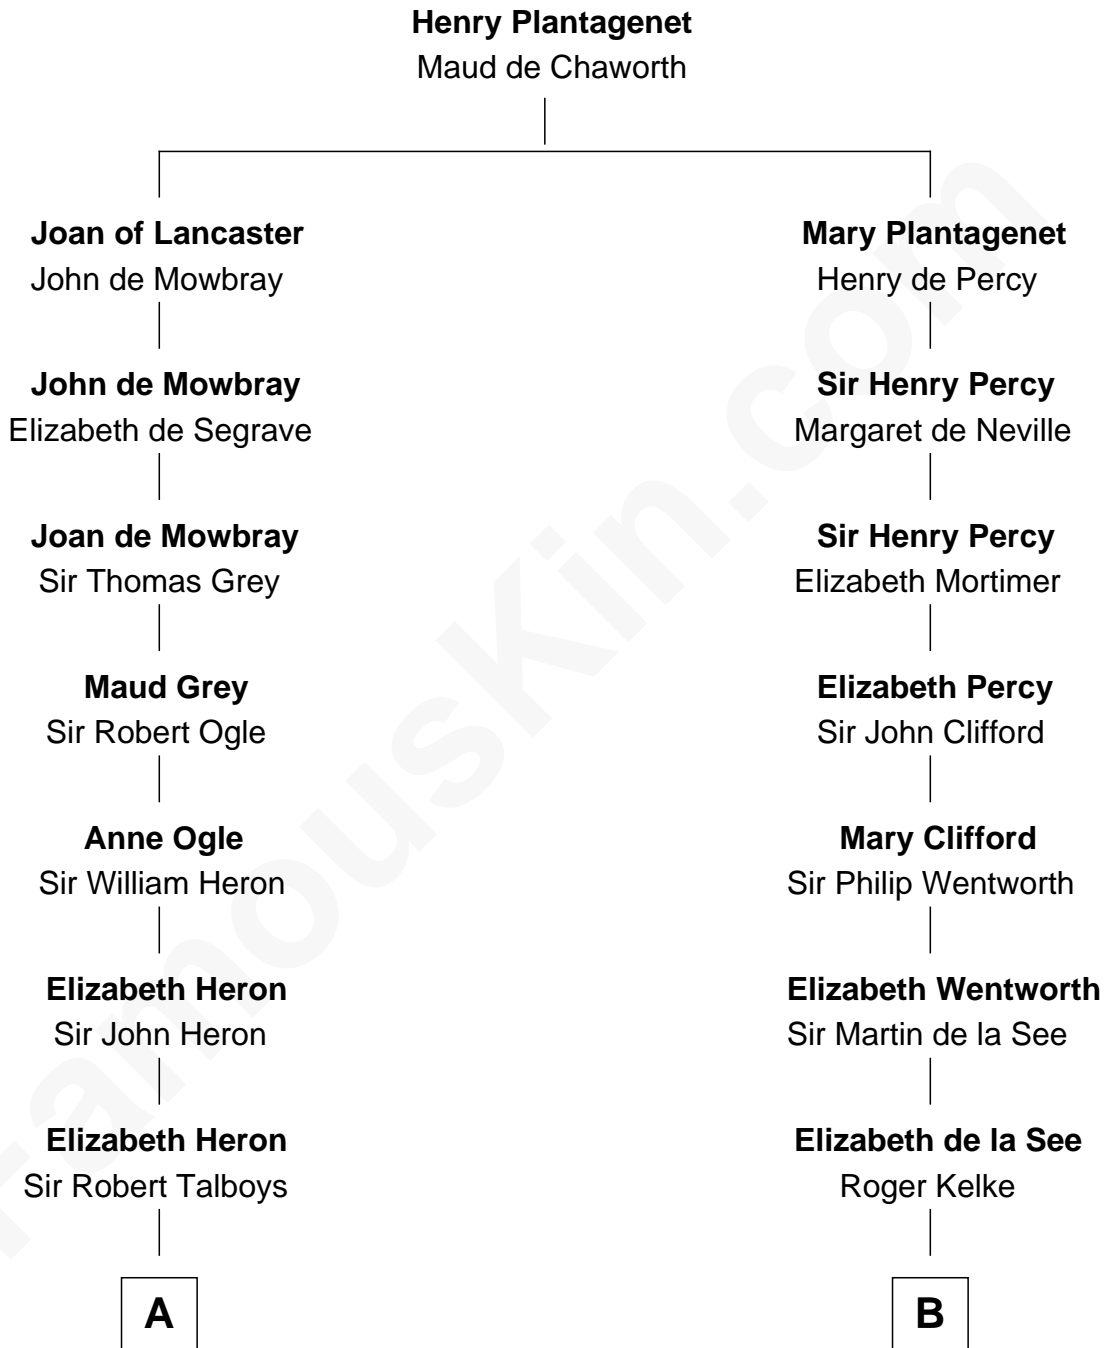 Henry Plantagenet
Maud de Chaworth
Joan of Lancaster
John de Mowbray
Mary Plantagenet
Henry de Percy
John de Mowbray
Elizabeth de Segrave
Sir Henry Percy
Margaret de Neville
Joan de Mowbray
Sir Thomas Grey
Sir Henry Percy
Elizabeth Mortimer
Maud Grey
Sir Robert Ogle
Elizabeth Percy
Sir John Clifford
Anne Ogle
Sir William Heron
Mary Clifford
Sir Philip Wentworth
Elizabeth Heron
Sir John Heron
Elizabeth Wentworth
Sir Martin de la See
Elizabeth Heron
Sir Robert Talboys
Elizabeth de la See
Roger Kelke
A
B
FamousKin.com